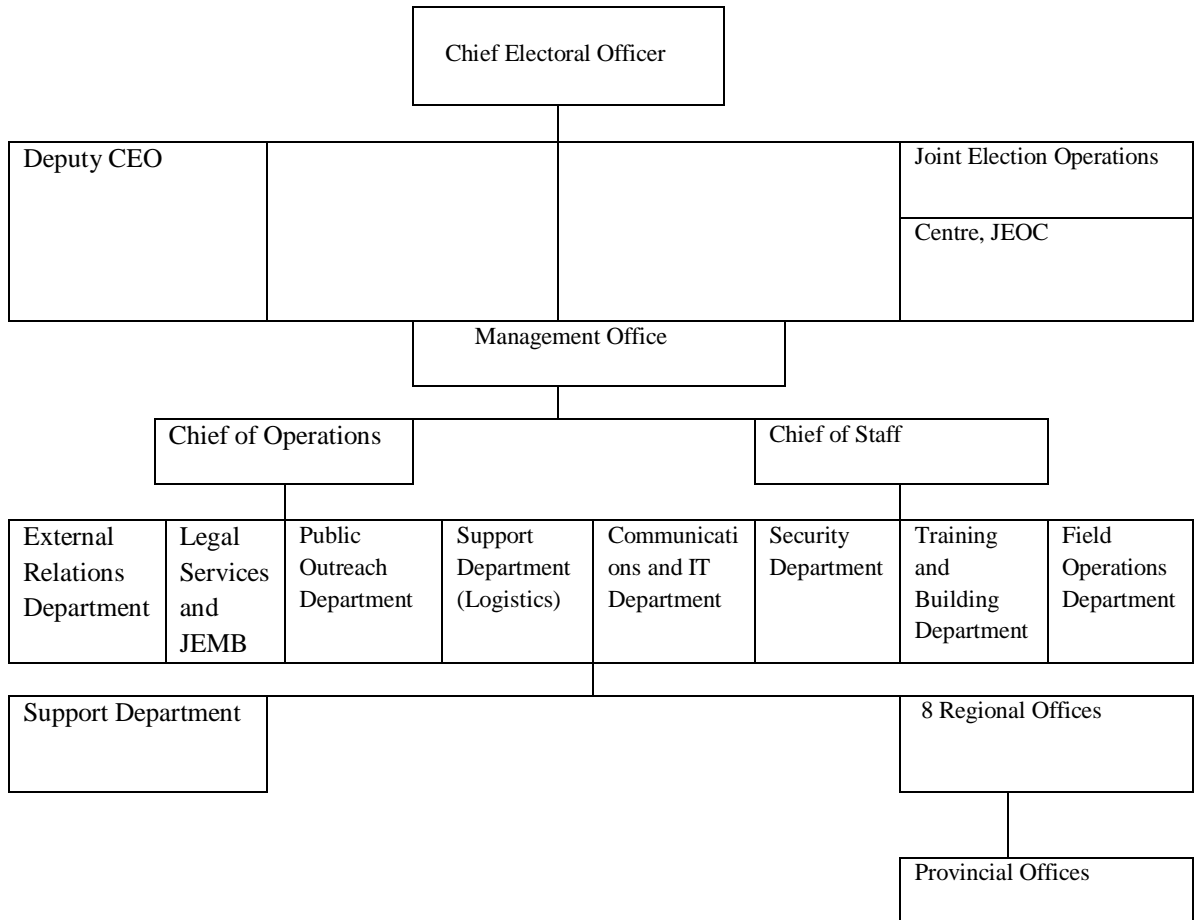 Chief Electoral Officer
Deputy CEO
Joint Election Operations
Centre, JEOC
Management Office
Chief of Operations
Chief of Staff
External
Relations
Department
Legal
Services
and
JEMB
Public
Outreach
Department
Support
Department
(Logistics)
Communicati
ons and IT
Department
Security
Department
Training
and
Building
Department
Field
Operations
Department
Support Department
8 Regional Offices
Provincial Offices